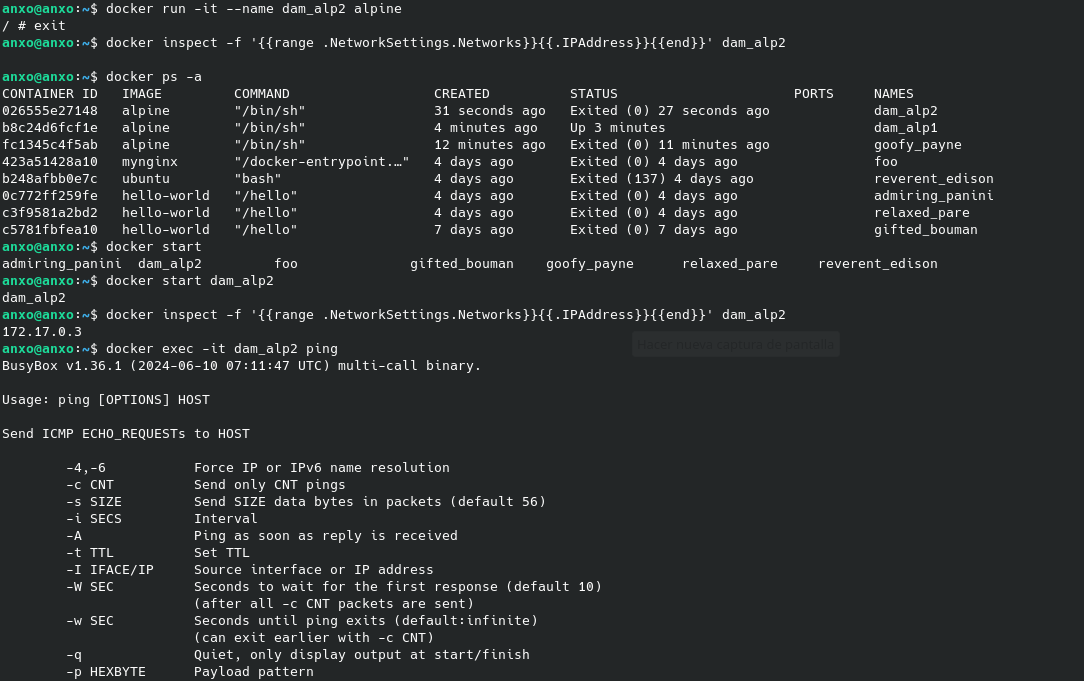 anxo@anxo:~$ docker run -it --name dam_alp2 alpine
/ # exit
anxo@anxo:~$ docker inspect -f '{{range .NetworkSettings.Networks}}{{.IPAddress}}{{end}}' dam_alp2
anxo@anxo:~$ docker ps -a
CONTAINER ID   IMAGE         COMMAND                  CREATED          STATUS                      PORTS     NAMES
026555e27148   alpine        "/bin/sh"                31 seconds ago   Exited (0) 27 seconds ago             dam_alp2
b8c24d6fcf1e   alpine        "/bin/sh"                4 minutes ago    Up 3 minutes                          dam_alp1
fc1345c4f5ab   alpine        "/bin/sh"                12 minutes ago   Exited (0) 11 minutes ago             goofy_payne
423a51428a10   mynginx       "/docker-entrypoint.…"   4 days ago       Exited (0) 4 days ago                 foo
b248afbb0e7c   ubuntu        "bash"                   4 days ago       Exited (137) 4 days ago               reverent_edison
0c772ff259fe   hello-world   "/hello"                 4 days ago       Exited (0) 4 days ago                 admiring_panini
c3f9581a2bd2   hello-world   "/hello"                 4 days ago       Exited (0) 4 days ago                 relaxed_pare
c5781fbfea10   hello-world   "/hello"                 7 days ago       Exited (0) 7 days ago                 gifted_bouman
anxo@anxo:~$ docker start
admiring_panini  dam_alp2         foo              gifted_bouman    goofy_payne      relaxed_pare     reverent_edison
anxo@anxo:~$ docker start dam_alp2
dam_alp2
anxo@anxo:~$ docker inspect -f '{{range .NetworkSettings.Networks}}{{.IPAddress}}{{end}}' dam_alp2
172.17.0.3
Hacer nueva captura de pantalla
anxo@anxo:~$ docker exec -it dam_alp2 ping
BusyBox v1.36.1 (2024-06-10 07:11:47 UTC) multi-call binary.
Usage: ping [OPTIONS] HOST
Send ICMP ECHO_REQUESTs to HOST
        -4,-6           Force IP or IPv6 name resolution
        -c CNT          Send only CNT pings
        -s SIZE         Send SIZE data bytes in packets (default 56)
        -i SECS         Interval
        -A              Ping as soon as reply is received
        -t TTL          Set TTL
        -I IFACE/IP     Source interface or IP address
        -W SEC          Seconds to wait for the first response (default 10)
                        (after all -c CNT packets are sent)
        -w SEC          Seconds until ping exits (default:infinite)
                        (can exit earlier with -c CNT)
        -q              Quiet, only display output at start/finish
        -p HEXBYTE      Payload pattern